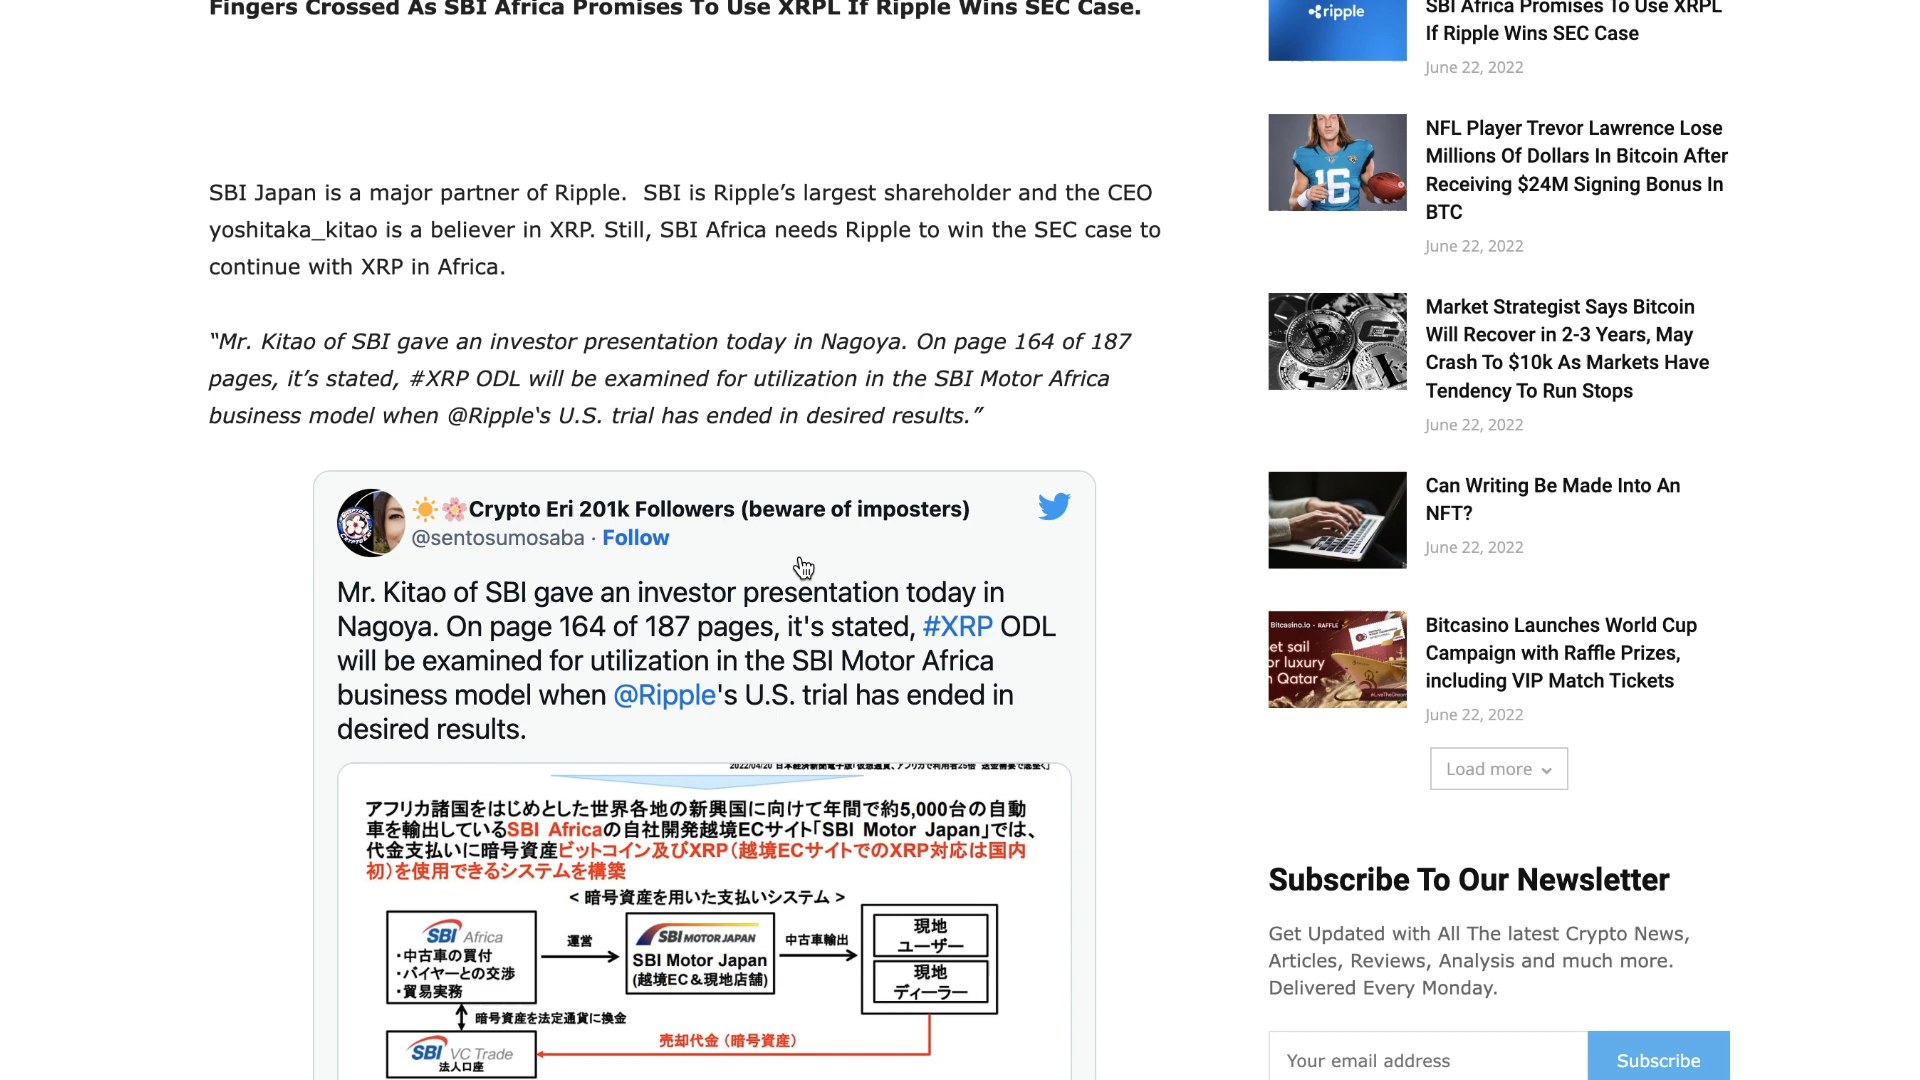 Fingers Crossed As SBI Africa Promises To Use XRPL If Ripple Wins SEC Case.
SBI Japan is a major partner of Ripple.  SBI is Ripple’s largest shareholder and the CEO
yoshitaka_kitao is a believer in XRP. Still, SBI Africa needs Ripple to win the SEC case to
continue with XRP in Africa.
“Mr. Kitao of SBI gave an investor presentation today in Nagoya. On page 164 of 187
pages, it’s stated, #XRP ODL will be examined for utilization in the SBI Motor Africa
business model when @Ripple‘s U.S. trial has ended in desired results.”
Crypto Eri 201k Followers (beware of imposters)
@sentosumosaba · Follow
Mr. Kitao of SBI gave an investor presentation today in
Nagoya. On page 164 of 187 pages, it's stated, #XRP ODL
will be examined for utilization in the SBI Motor Africa
business model when @Ripple's U.S. trial has ended in
desired results.
アフリカ諸国をはじめとした世界各地の新興国に向けて年間で約5,000台の自動
車を輸出しているSBI Africaの自社開発越境ECサイト「SBI Motor Japan」では、
代金支払いに暗号資産ビットコイン及びXRP（越境ECサイトでのXRP対応は国内
初）を使用できるシステムを構築
< 暗号資産を用いた支払いシステム >
SBI Africa
・中古車の買付
・バイヤーとの交渉
・貿易実務
運営
SBI MOTOR JAPAN
SBI Motor Japan
(越境EC＆現地店舗)
中古車輸出
現地
ユーザー
現地
ディーラー
暗号資産を法定通貨に換金
売却代金（暗号資産）
SBI VC Trade
法人口座
ripple
SBI Africa Promises To Use XRPL
If Ripple Wins SEC Case
June 22, 2022
16
NFL Player Trevor Lawrence Lose
Millions Of Dollars In Bitcoin After
Receiving $24M Signing Bonus In
BTC
June 22, 2022
Market Strategist Says Bitcoin
Will Recover in 2-3 Years, May
Crash To $10k As Markets Have
Tendency To Run Stops
June 22, 2022
Can Writing Be Made Into An
NFT?
June 22, 2022
Bitcasino.io - RAFFLE
et sail
or luxury
Qatar
Bitcasino Launches World Cup
Campaign with Raffle Prizes,
including VIP Match Tickets
June 22, 2022
Load more
Subscribe To Our Newsletter
Get Updated with All The latest Crypto News,
Articles, Reviews, Analysis and much more.
Delivered Every Monday.
Your email address
Subscribe